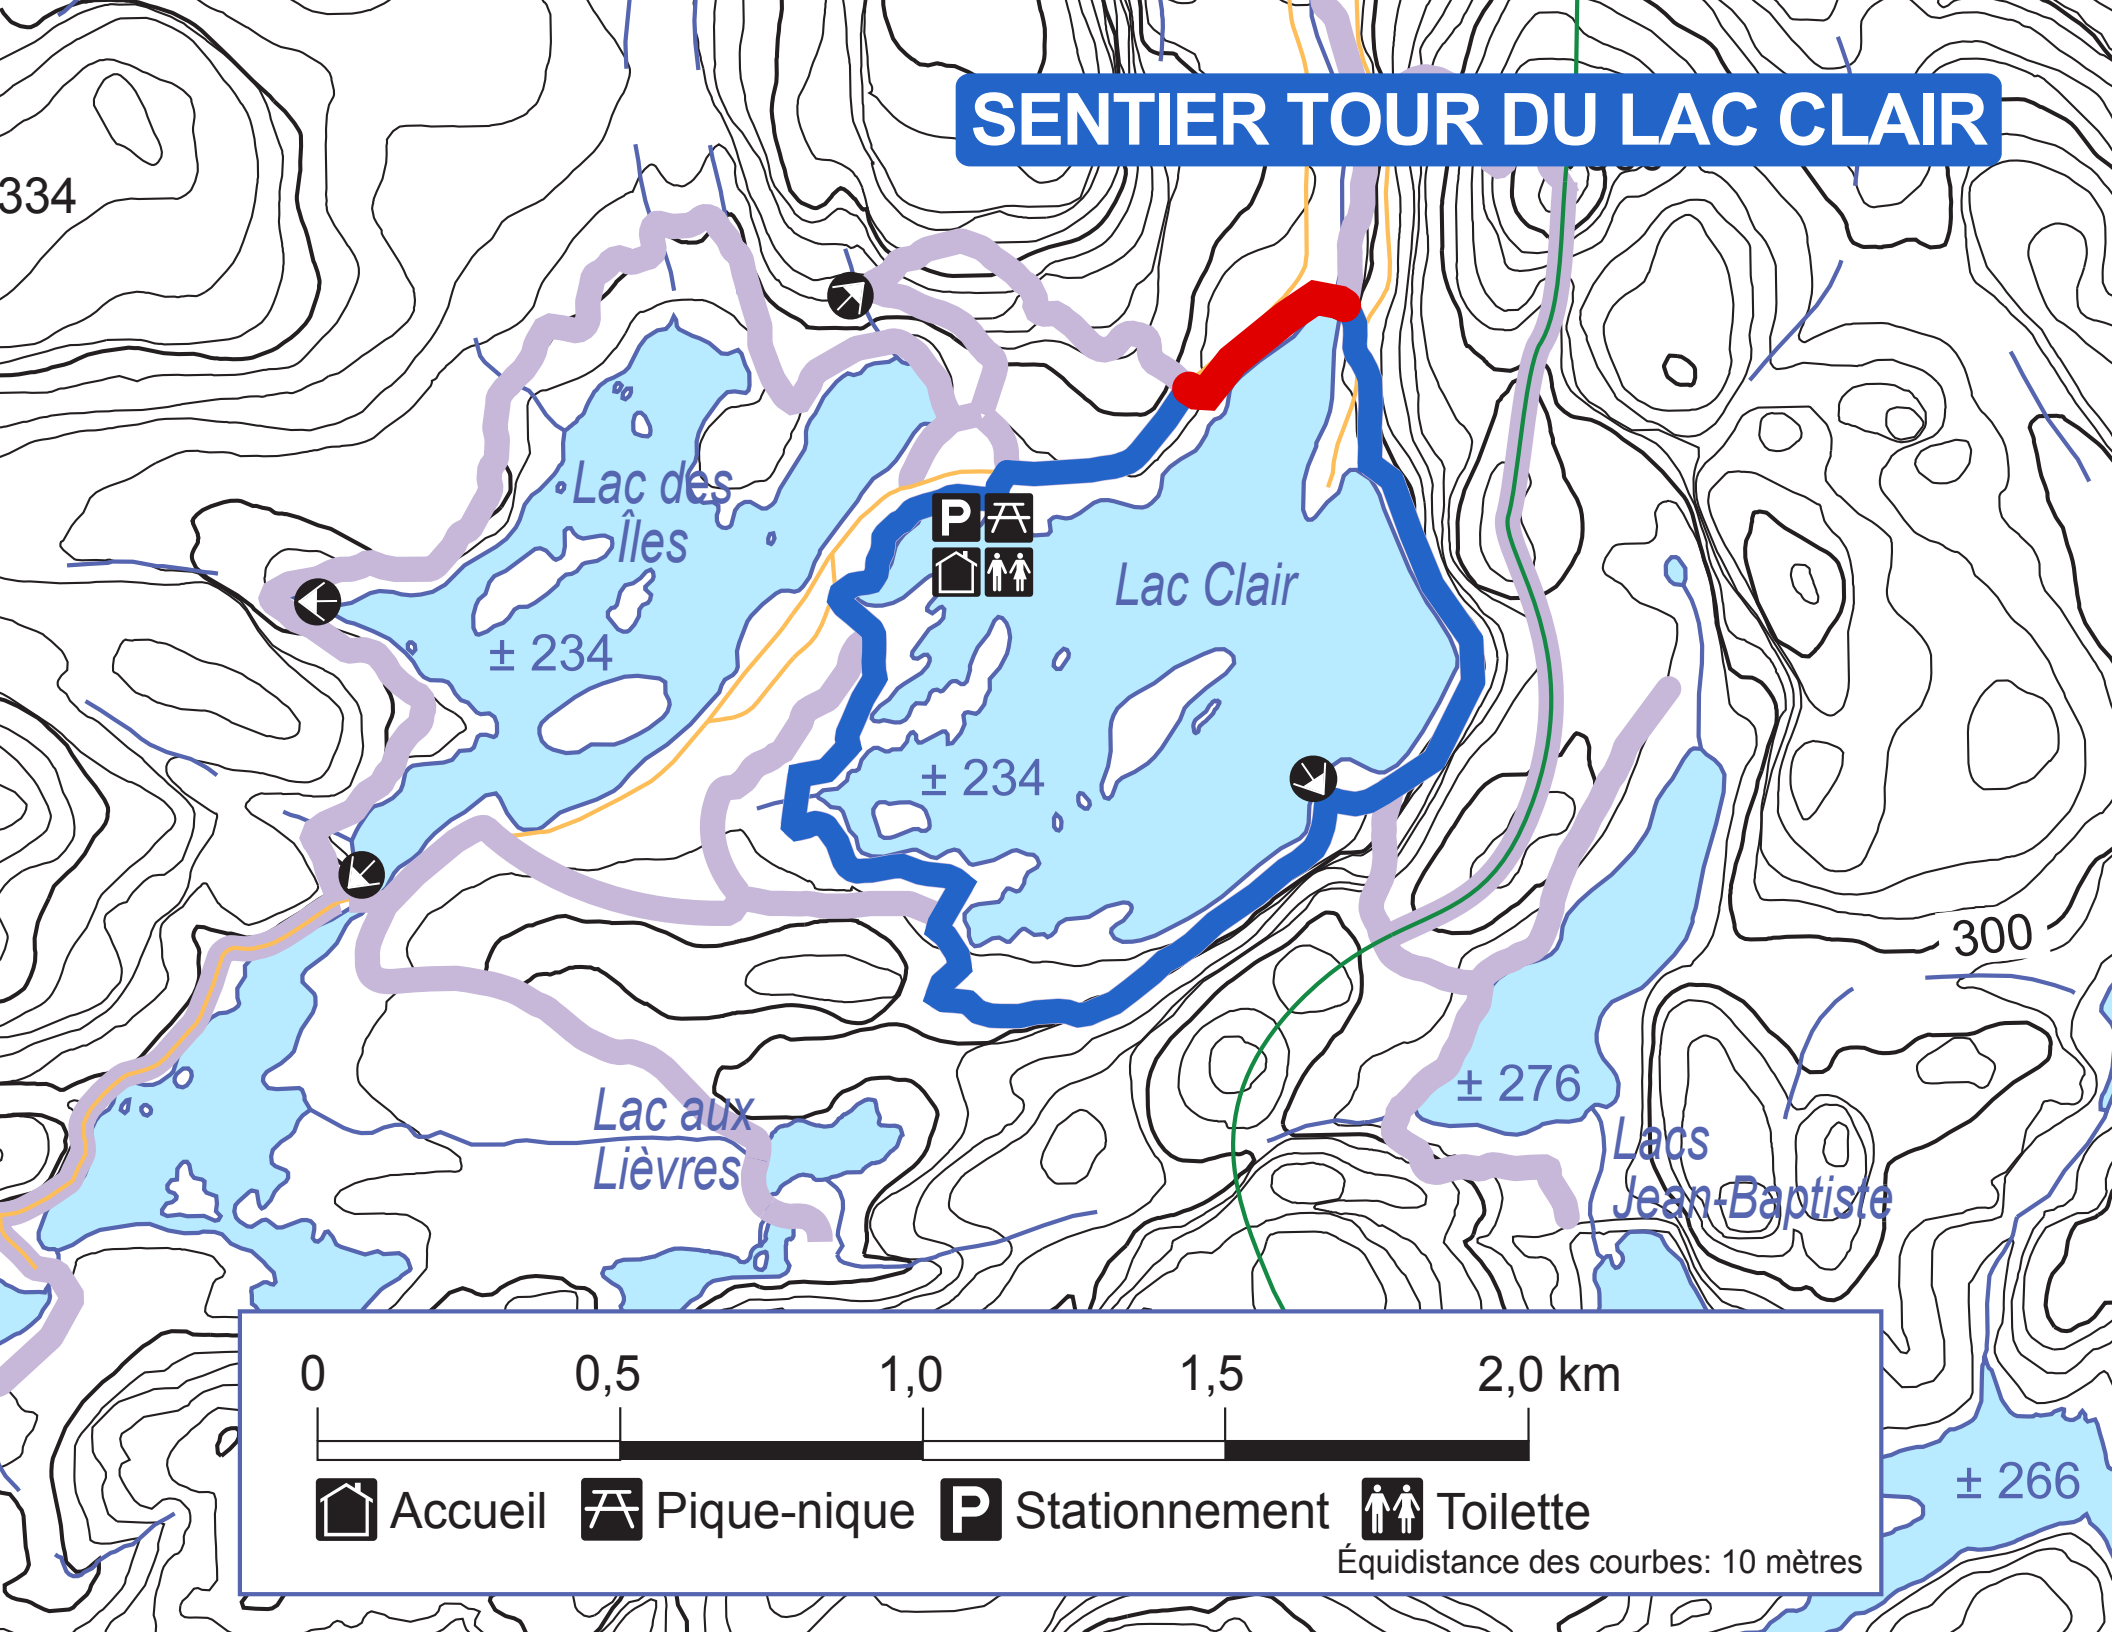 SENTIER TOUR DU LAC CLAIR
334
Lac des
Îles
± 234
P
Lac Clair
± 234
300
± 276
Lac aux
Lièvres
Lacs
Jean-Baptiste
0 0,5 1,0 1,5 2,0 km
Accueil Pique-nique P Stationnement Toilette
Équidistance des courbes: 10 mètres
± 266